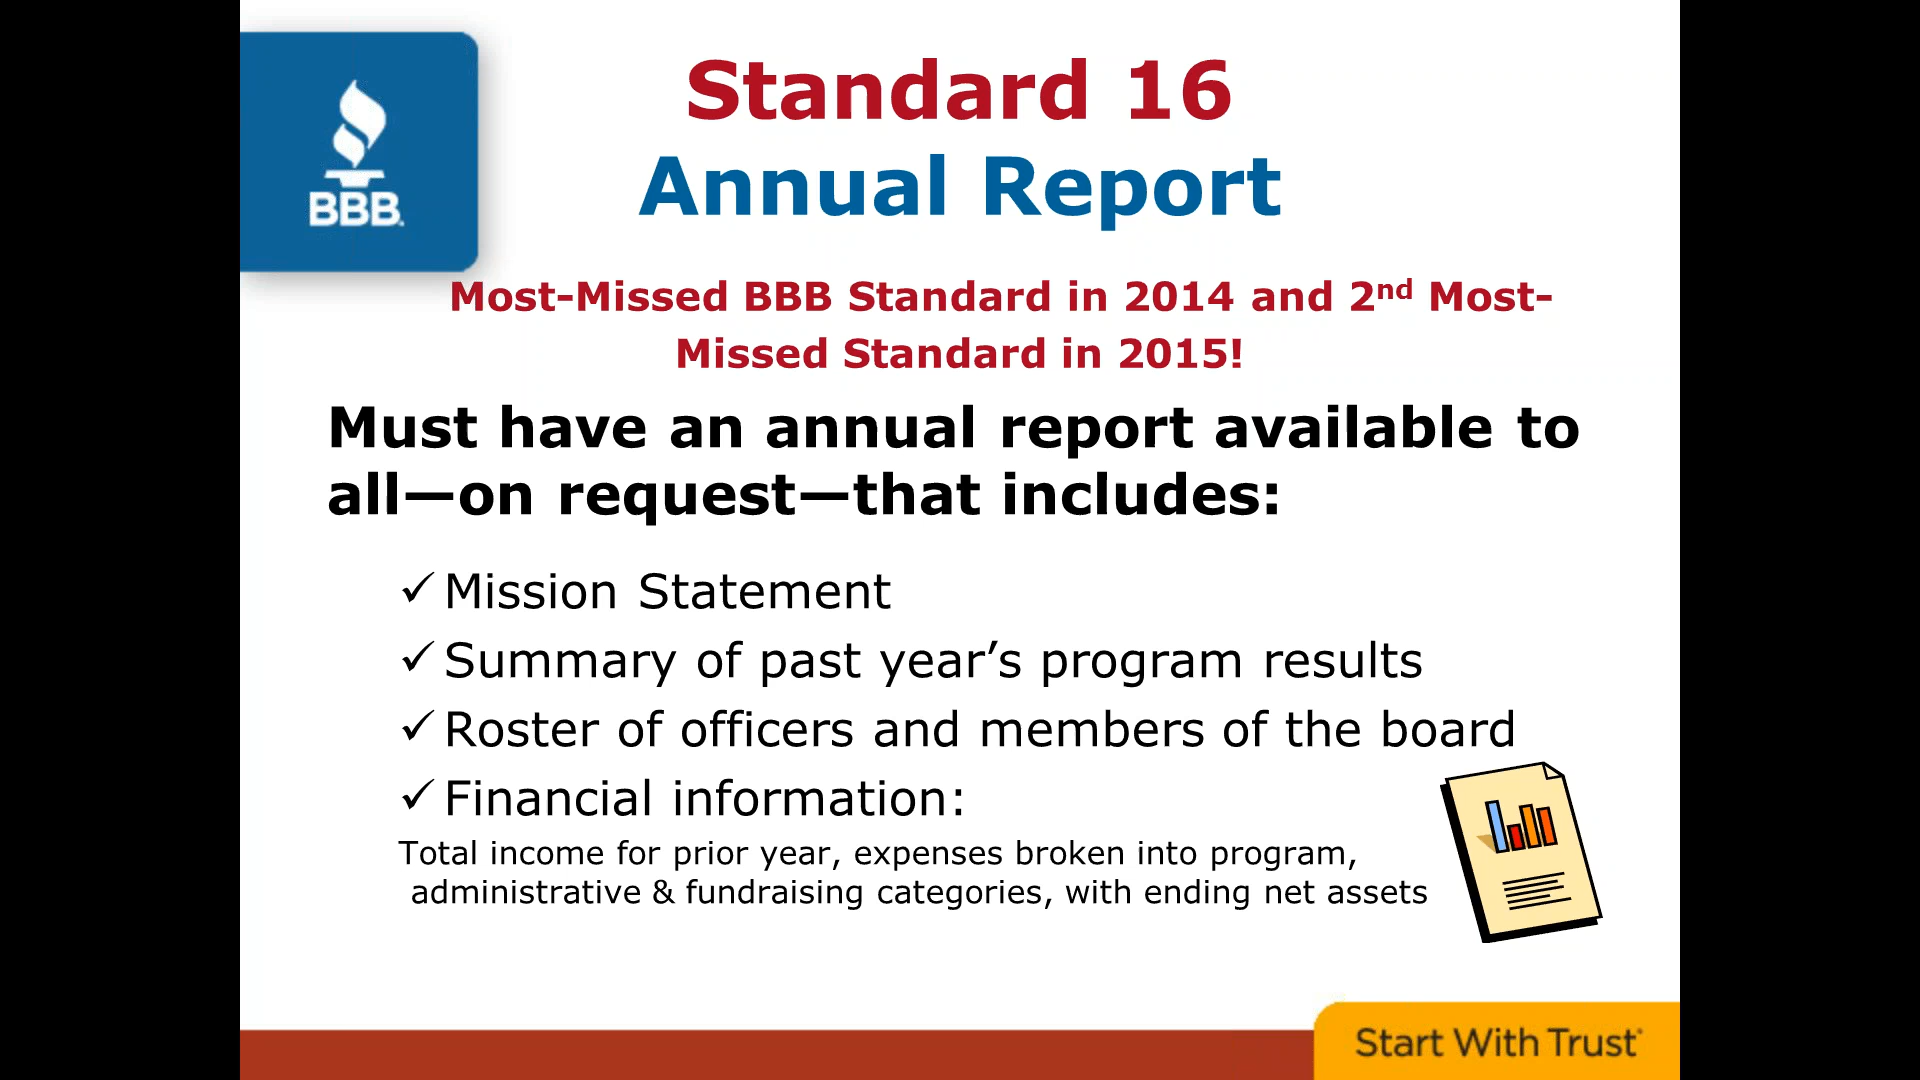 BBB.
Standard 16
Annual Report
Most-Missed BBB Standard in 2014 and 2nd Most-
Missed Standard in 2015!
Must have an annual report available to
all—on request—that includes:
✓Mission Statement
✓Summary of past year’s program results
✓Roster of officers and members of the board
✓Financial information:
Total income for prior year, expenses broken into program,
administrative & fundraising categories, with ending net assets
Start With Trust